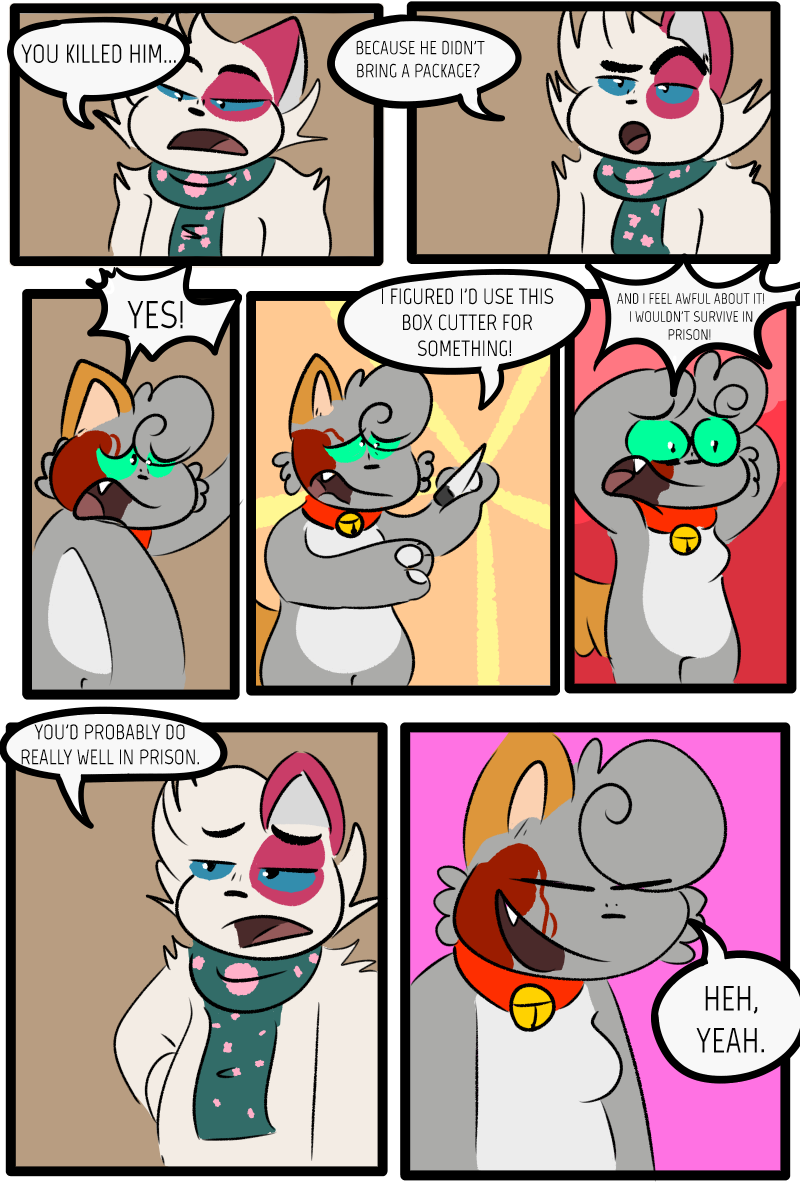 YOU KILLED HIM...
BECAUSE HE DIDN'T
BRING A PACKAGE?
YES!
I FIGURED I'D USE THIS
BOX CUTTER FOR
SOMETHING!
AND I FEEL AWFUL ABOUT IT!
I WOULDN'T SURVIVE IN
PRISON!
YOU'D PROBABLY DO
REALLY WELL IN PRISON.
HEH,
YEAH.